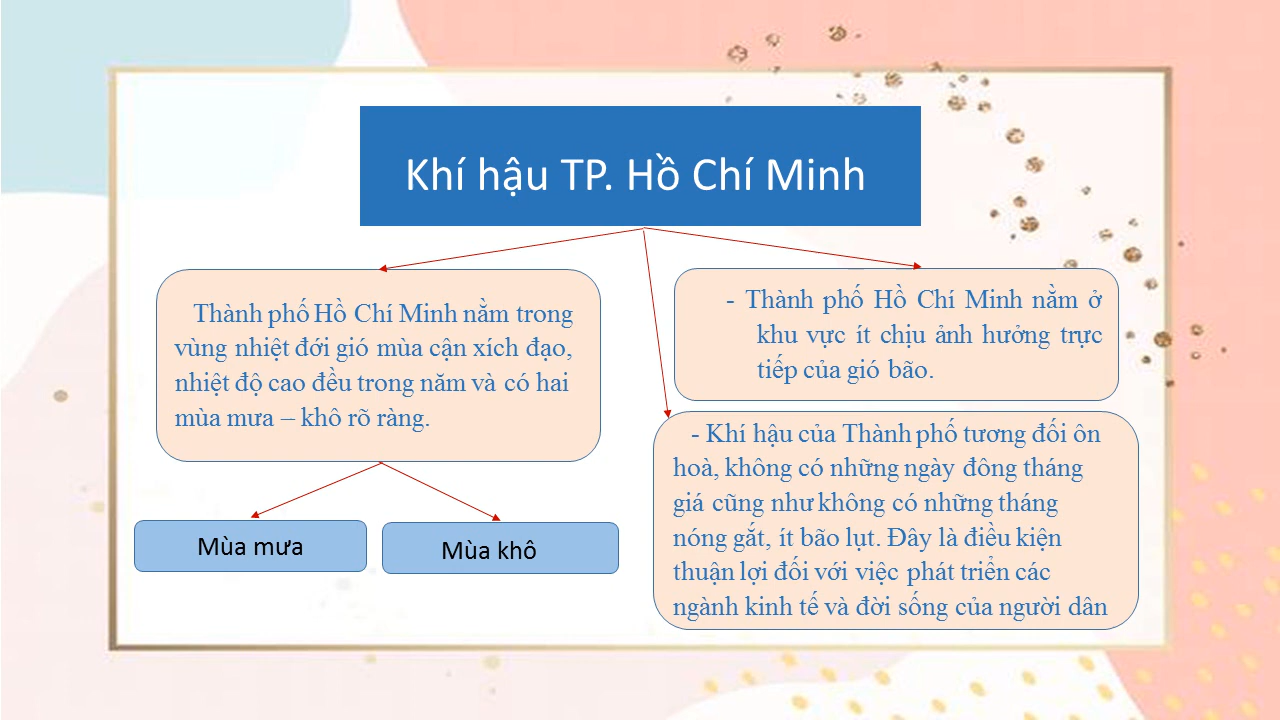 Khí hậu TP. Hồ Chí Minh
Thành phố Hồ Chí Minh nằm trong
vùng nhiệt đới gió mùa cận xích đạo,
nhiệt độ cao đều trong năm và có hai
mùa mưa – khô rõ ràng.
Mùa mưa
Mùa khô
- Thành phố Hồ Chí Minh nằm ở
khu vực ít chịu ảnh hưởng trực
tiếp của gió bão.
- Khí hậu của Thành phố tương đối ôn
hoà, không có những ngày đông tháng
giá cũng như không có những tháng
nóng gắt, ít bão lụt. Đây là điều kiện
thuận lợi đối với việc phát triển các
ngành kinh tế và đời sống của người dân